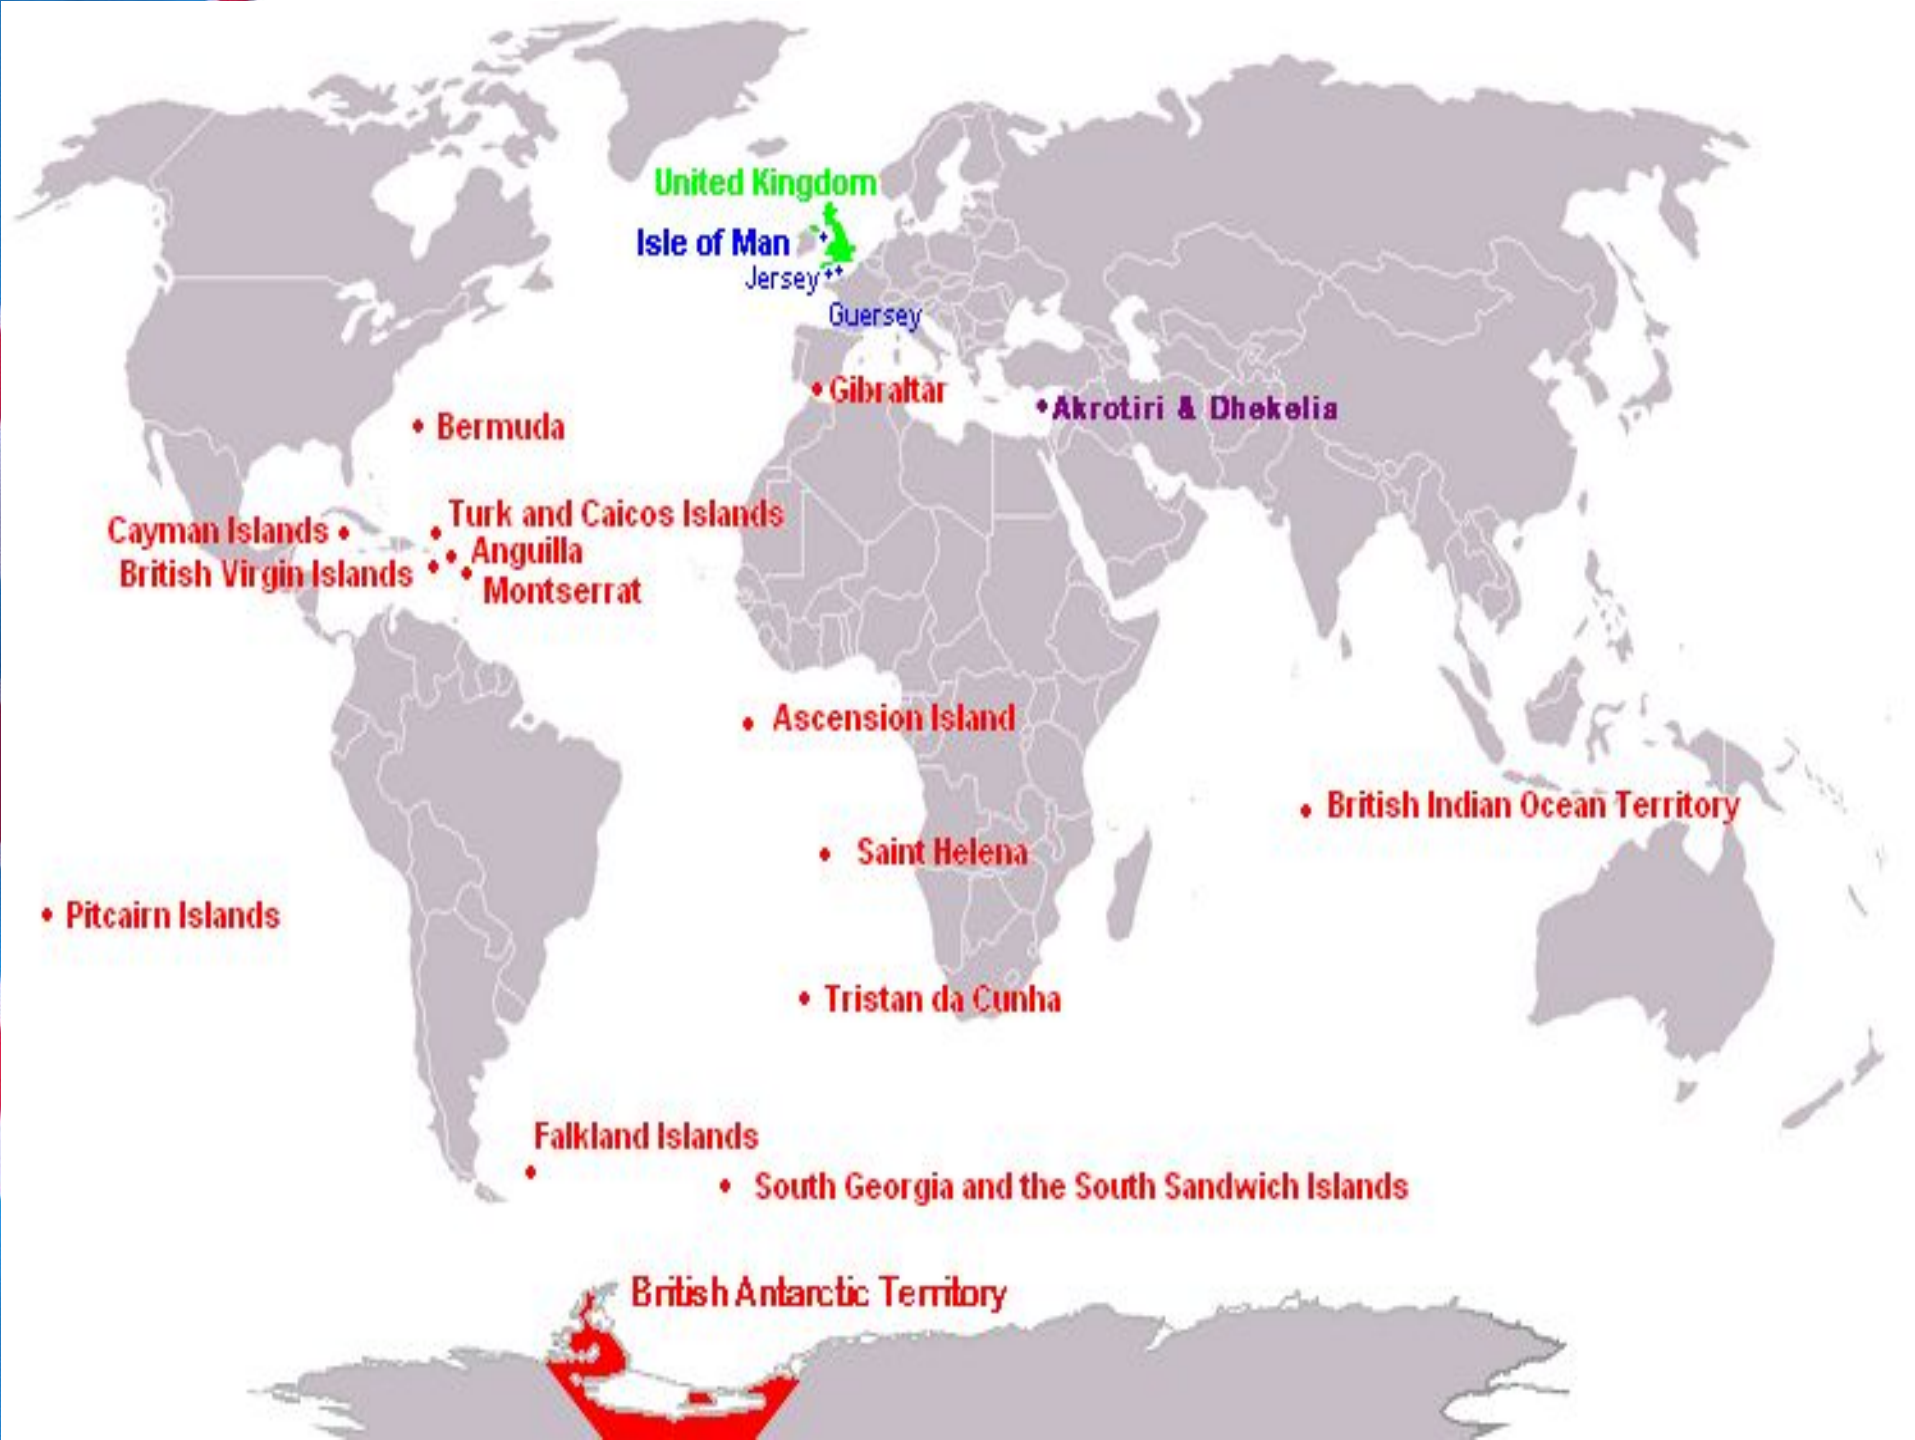 United Kingdom
Isle of Man
Jersey
Guersey
Gibraltar
Akrotiri & Dhekelia
Bermuda
Turk and Caicos Islands
Cayman Islands
Anguilla
British Virgin Islands
Montserrat
Ascension Island
British Indian Ocean Territory
Saint Helena
Pitcairn Islands
Tristan da Cunha
Falkland Islands
South Georgia and the South Sandwich Islands
British Antarctic Territory